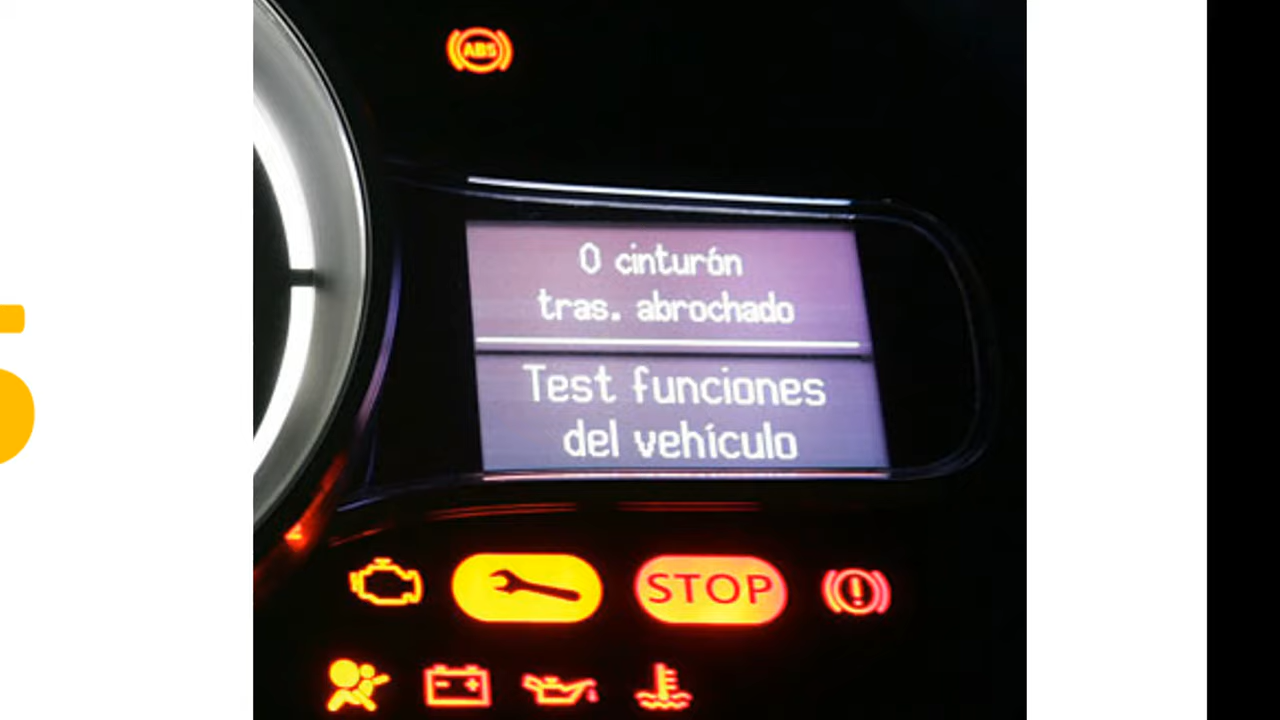 ABS
0 cinturón
tras. abrochado
Test funciones
del vehículo
STOP